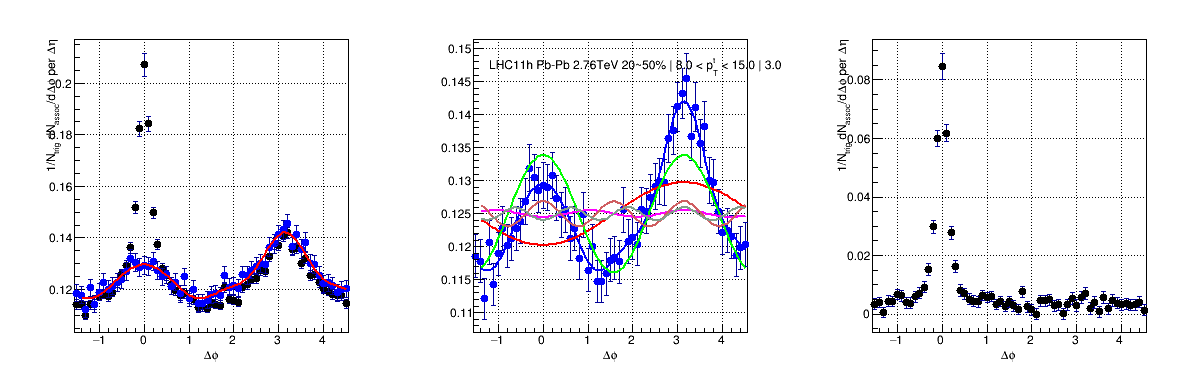 1/N_trig dN_assoc/dΔφ per Δη
0.2
0.18
0.16
0.14
0.12
−1 0 1 2 3 4
Δφ
LHC11h Pb-Pb 2.76TeV 20~50% | 8.0 < p_T^t < 15.0 | 3.0
0.15
0.145
0.14
0.135
0.13
0.125
0.12
0.115
0.11
−1 0 1 2 3 4
Δφ
1/N_trig dN_assoc/dΔφ per Δη
0.08
0.06
0.04
0.02
0
−1 0 1 2 3 4
Δφ